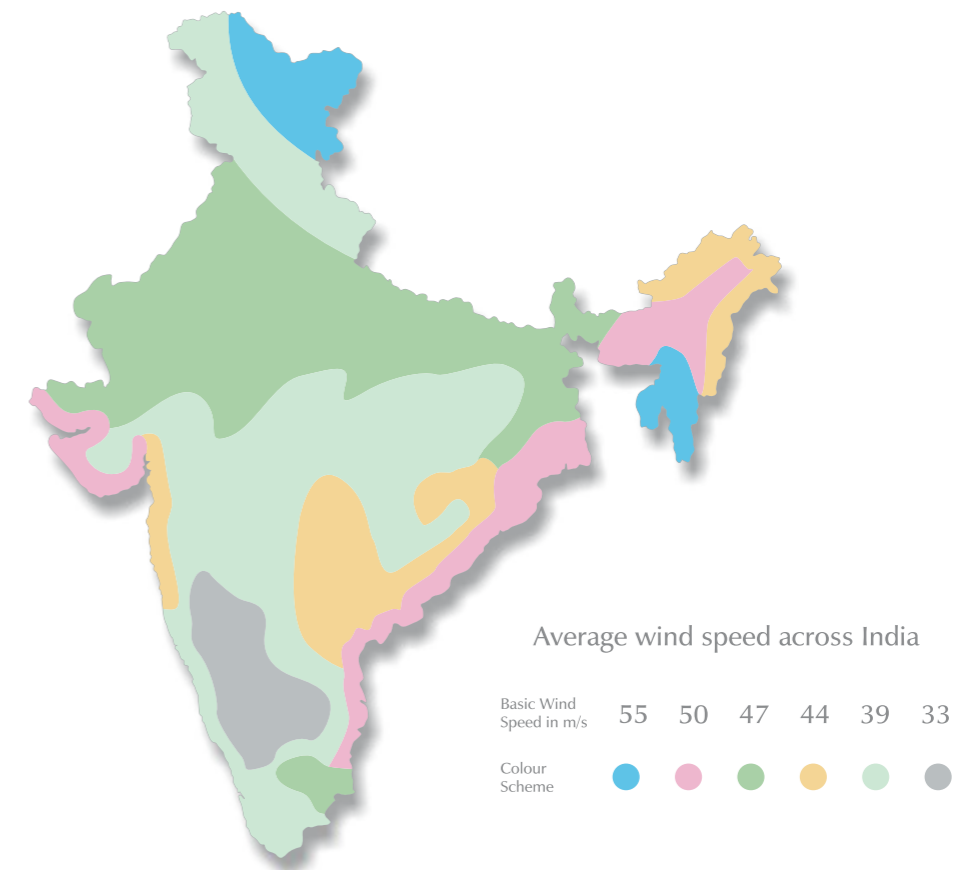 Average wind speed across India
Basic Wind
Speed in m/s
55 50 47 44 39 33
Colour
Scheme